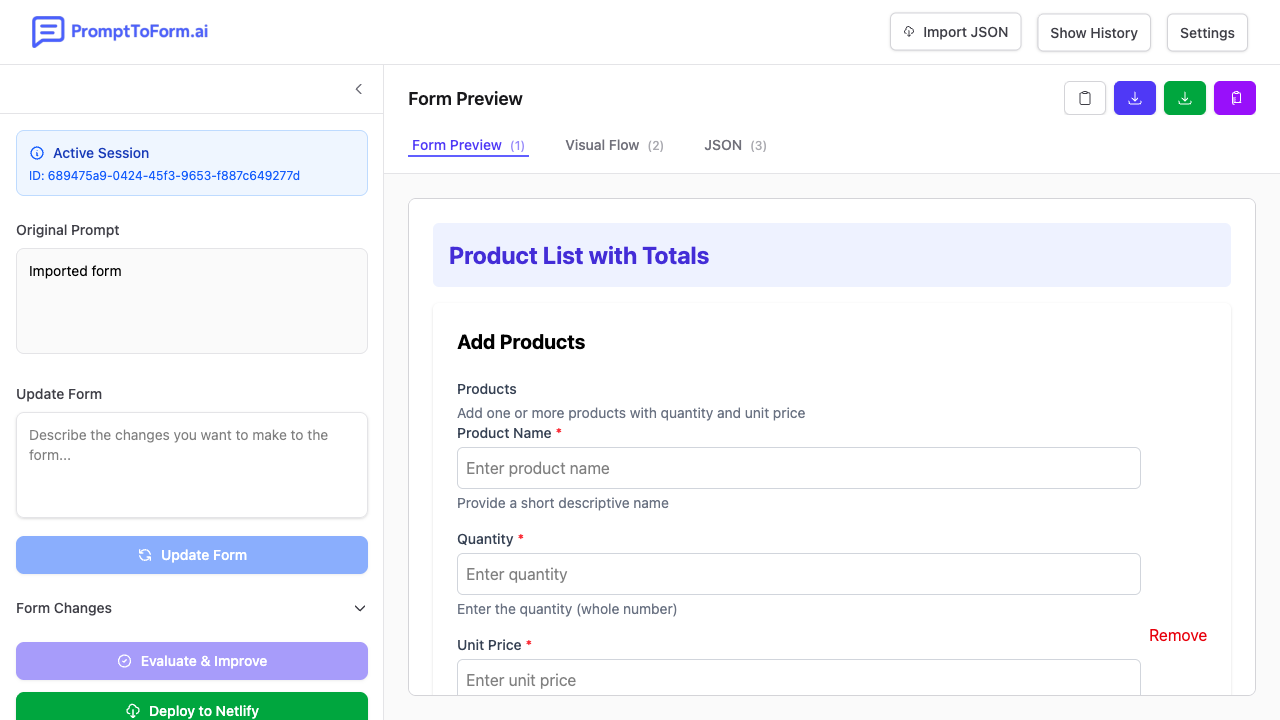 PromptToForm.ai
Import JSON
Show History
Settings
Active Session
ID: 689475a9-0424-45f3-9653-f887c649277d
Original Prompt
Imported form
Update Form
Describe the changes you want to make to the
form...
Update Form
Form Changes
Evaluate & Improve
Deploy to Netlify
Form Preview
Form Preview (1)
Visual Flow (2)
JSON (3)
Product List with Totals
Add Products
Products
Add one or more products with quantity and unit price
Product Name *
Enter product name
Provide a short descriptive name
Quantity *
Enter quantity
Enter the quantity (whole number)
Unit Price *
Remove
Enter unit price